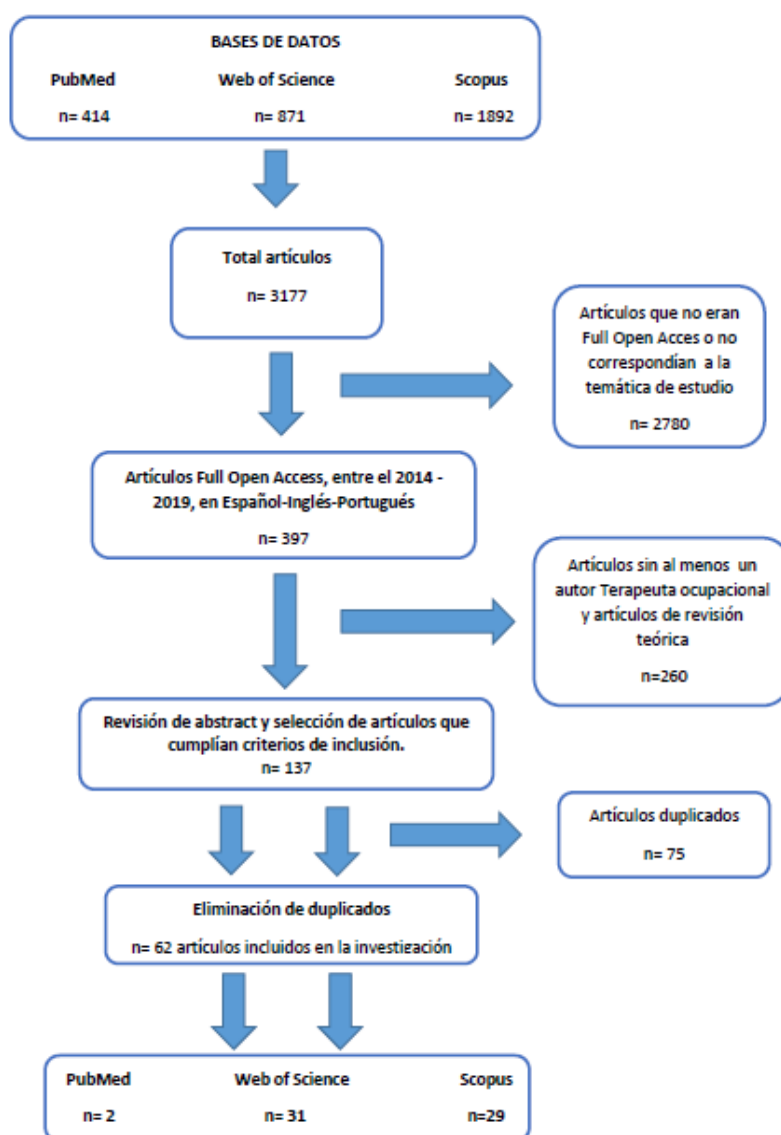 BASES DE DATOS
PubMed Web of Science Scopus
n= 414 n= 871 n= 1892
Total artículos
n= 3177
Artículos que no eran
Full Open Acces o no
correspondían a la
temática de estudio
n= 2780
Artículos Full Open Access, entre el 2014 -
2019, en Español-Inglés-Portugués
n= 397
Artículos sin al menos un
autor Terapeuta ocupacional
y artículos de revisión
teórica
n=260
Revisión de abstract y selección de artículos que
cumplían criterios de inclusión.
n= 137
Artículos duplicados
n= 75
Eliminación de duplicados
n= 62 artículos incluidos en la investigación
PubMed Web of Science Scopus
n= 2 n= 31 n=29